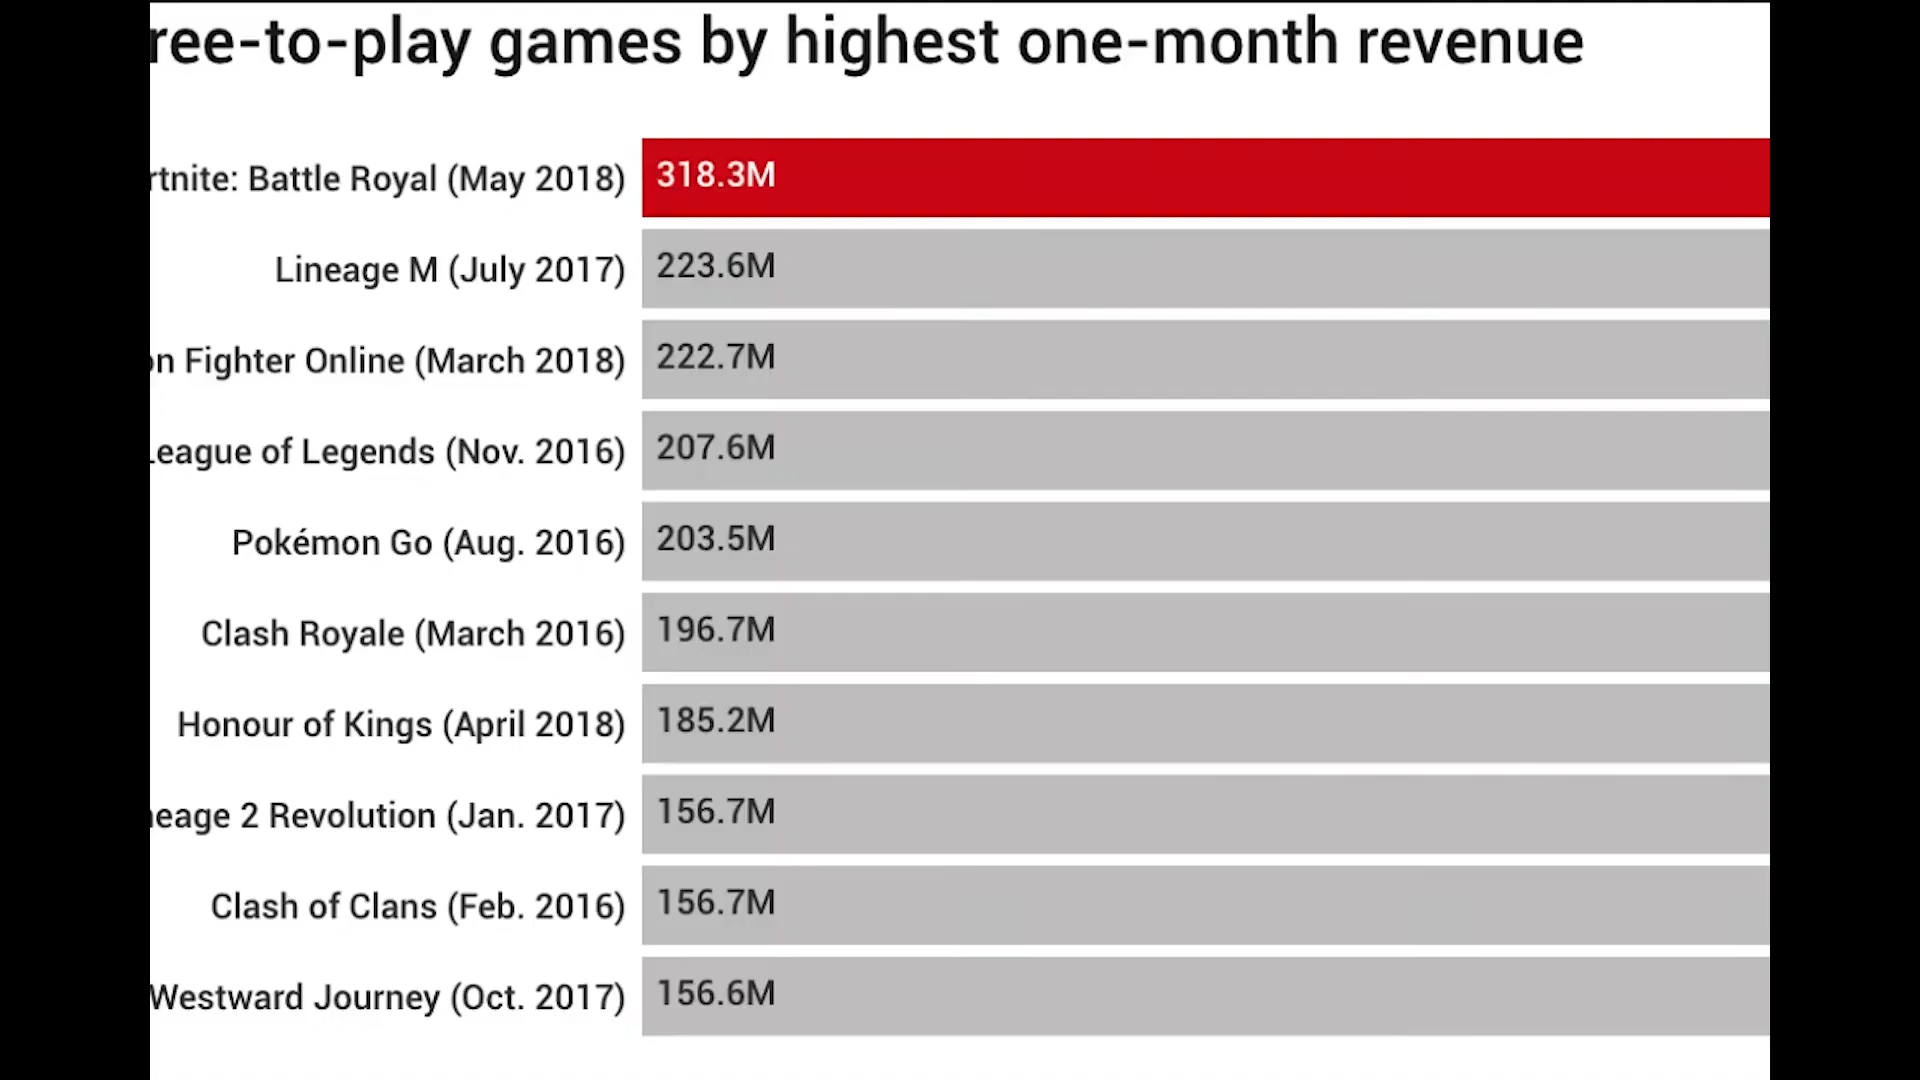 ree-to-play games by highest one-month revenue
rtnite: Battle Royal (May 2018) 318.3M
Lineage M (July 2017) 223.6M
on Fighter Online (March 2018) 222.7M
League of Legends (Nov. 2016) 207.6M
Pokémon Go (Aug. 2016) 203.5M
Clash Royale (March 2016) 196.7M
Honour of Kings (April 2018) 185.2M
neage 2 Revolution (Jan. 2017) 156.7M
Clash of Clans (Feb. 2016) 156.7M
Westward Journey (Oct. 2017) 156.6M